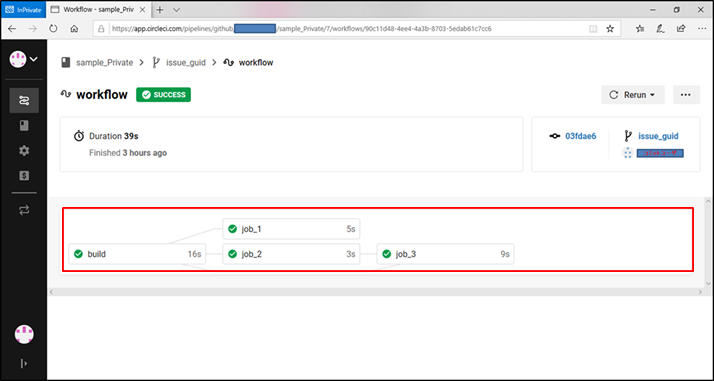 InPrivate
Workflow - sample_Priv
https://app.circleci.com/pipelines/github/
/sample_Private/7/workflows/90c11d48-4ee4-4a3b-8703-5edab61c7cc6
sample_Private
issue_guid
workflow
workflow
SUCCESS
Rerun
Duration 39s
Finished 3 hours ago
03fdae6
issue_guid
job_1 5s
build 16s
job_2 3s
job_3 9s